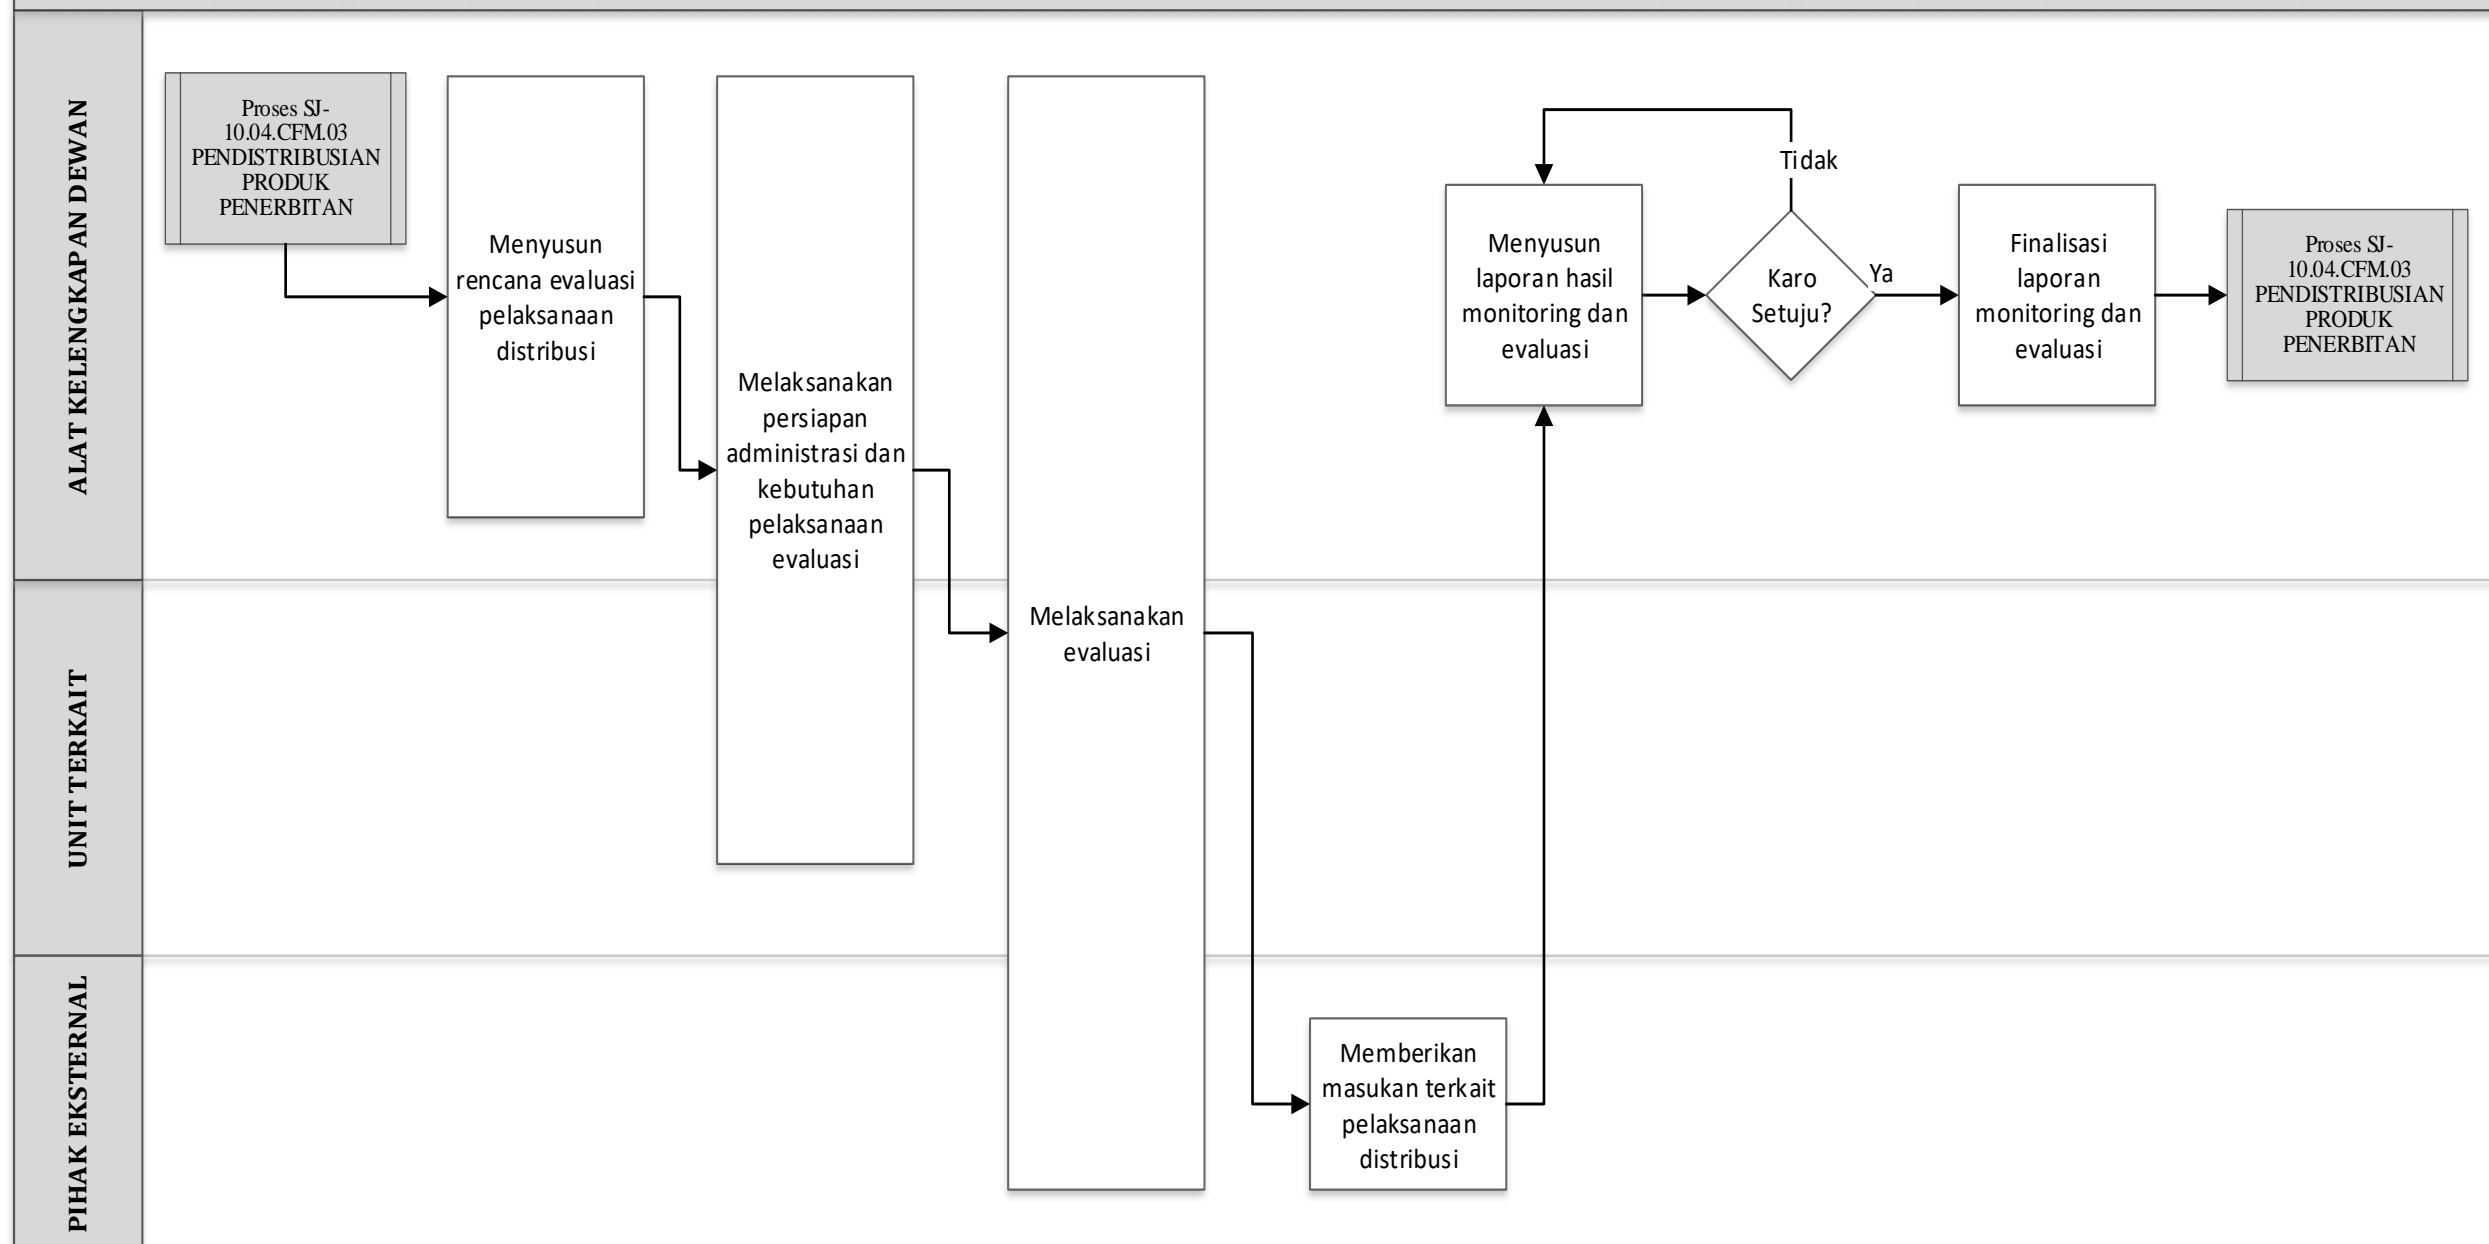 ALAT KELENGKAPAN DEWAN
Proses SJ-
10.04.CFM.03
PENDISTRIBUSIAN
PRODUK
PENERBITAN
Menyusun
rencana evaluasi
pelaksanaan
distribusi
Melaksanakan
persiapan
administrasi dan
kebutuhan
pelaksanaan
evaluasi
Melaksanakan
evaluasi
Menyusun
laporan hasil
monitoring dan
evaluasi
Karo
Setuju?
Tidak
Ya
Finalisasi
laporan
monitoring dan
evaluasi
Proses SJ-
10.04.CFM.03
PENDISTRIBUSIAN
PRODUK
PENERBITAN
UNIT TERKAIT
PIHAK EKSTERNAL
Memberikan
masukan terkait
pelaksanaan
distribusi